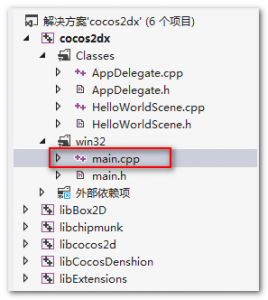 解决方案'cocos2dx' (6 个项目)
cocos2dx
Classes
AppDelegate.cpp
AppDelegate.h
HelloWorldScene.cpp
HelloWorldScene.h
win32
main.cpp
main.h
外部依赖项
libBox2D
libchipmunk
libcocos2d
libCocosDenshion
libExtensions